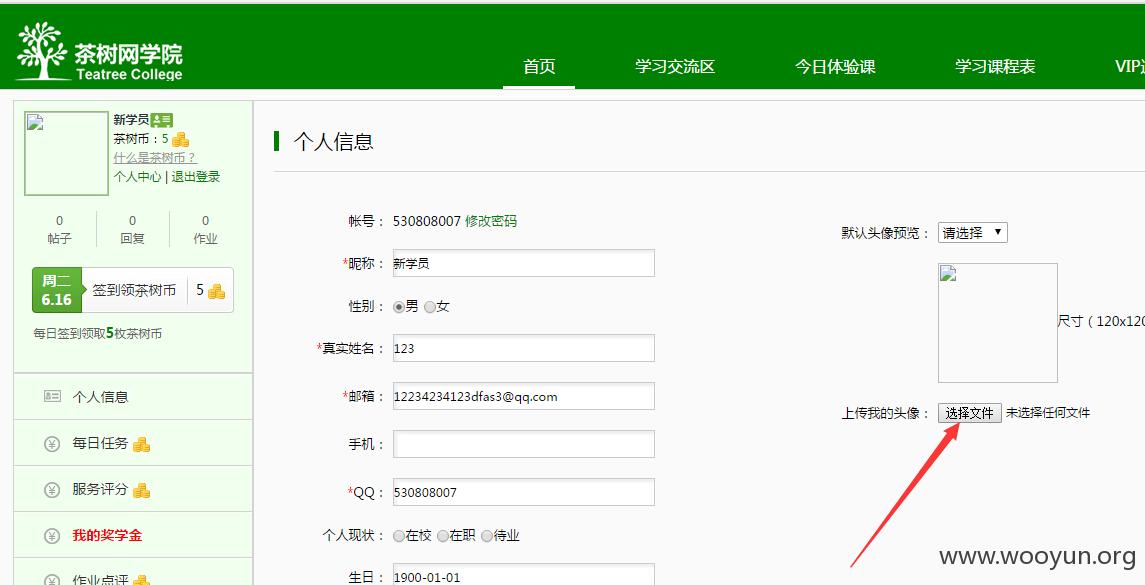 茶树网学院
Teatree College
首页 学习交流区 今日体验课 学习课程表 VIP
新学员
茶树币：5
什么是茶树币？
个人中心 | 退出登录
0 0 0
帖子 回复 作业
周二
6.16
签到领茶树币 5
每日签到领取5枚茶树币
个人信息
每日任务
服务评分
我的奖学金
作业点评
个人信息
帐号： 530808007 修改密码
*昵称： 新学员
性别： 男 女
*真实姓名： 123
*邮箱： 12234234123dfas3@qq.com
手机：
*QQ： 530808007
个人现状： 在校 在职 待业
生日： 1900-01-01
默认头像预览： 请选择
尺寸（120x120
上传我的头像： 选择文件 未选择任何文件
www.wooyun.org